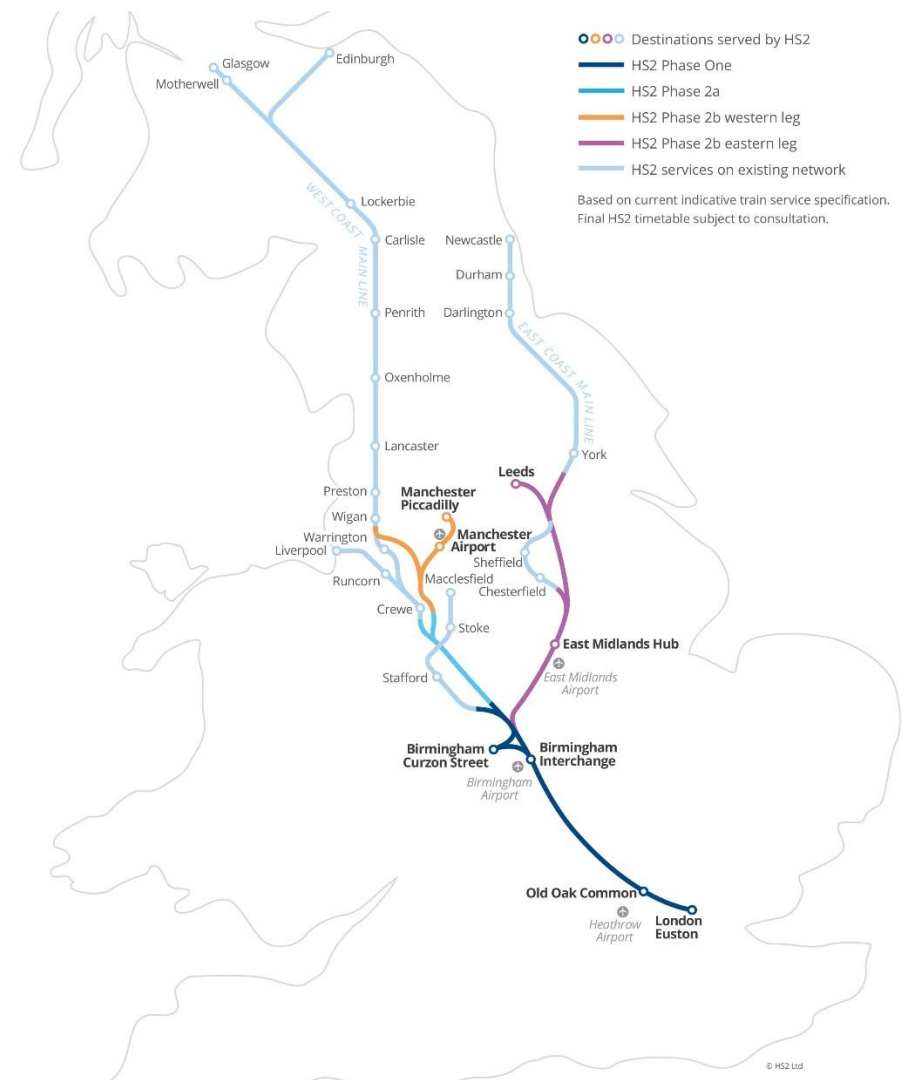 Destinations served by HS2
HS2 Phase One
HS2 Phase 2a
HS2 Phase 2b western leg
HS2 Phase 2b eastern leg
HS2 services on existing network
Based on current indicative train service specification.
Final HS2 timetable subject to consultation.
Glasgow
Edinburgh
Motherwell
WEST COAST MAIN LINE
Lockerbie
Carlisle
Newcastle
Durham
Penrith
Darlington
EAST COAST MAIN LINE
Oxenholme
Lancaster
York
Leeds
Preston
Manchester
Piccadilly
Wigan
Warrington
Manchester
Airport
Liverpool
Sheffield
Runcorn
Macclesfield
Chesterfield
Crewe
Stoke
East Midlands Hub
Stafford
East Midlands
Airport
Birmingham
Curzon Street
Birmingham
Interchange
Birmingham
Airport
Old Oak Common
Heathrow
Airport
London
Euston
© HS2 Ltd